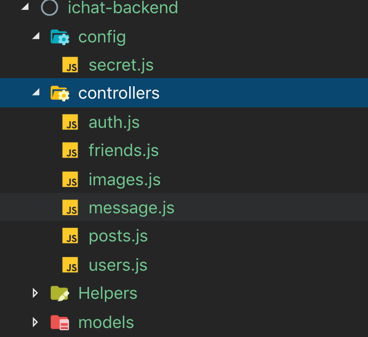 ichat-backend
config
JS secret.js
controllers
JS auth.js
JS friends.js
JS images.js
JS message.js
JS posts.js
JS users.js
Helpers
models